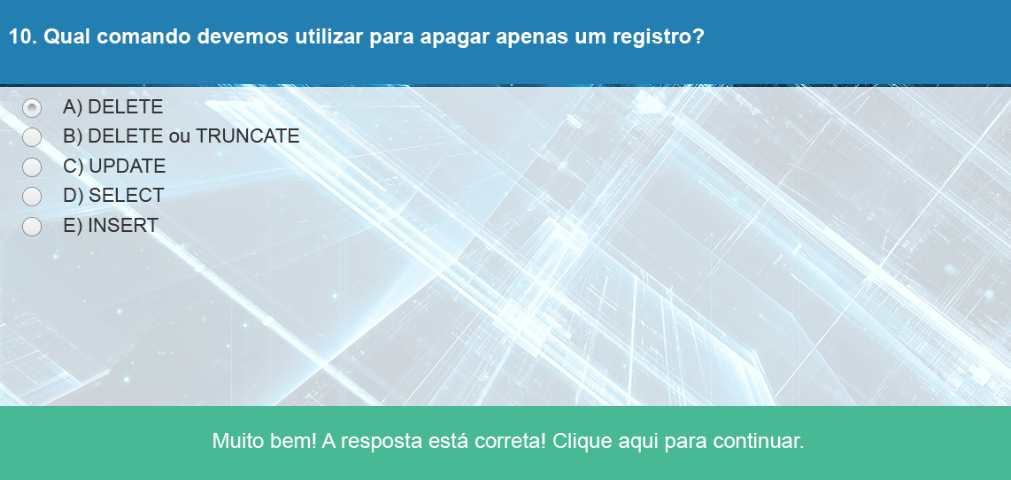 10. Qual comando devemos utilizar para apagar apenas um registro?
A) DELETE
B) DELETE ou TRUNCATE
C) UPDATE
D) SELECT
E) INSERT
Muito bem! A resposta está correta! Clique aqui para continuar.